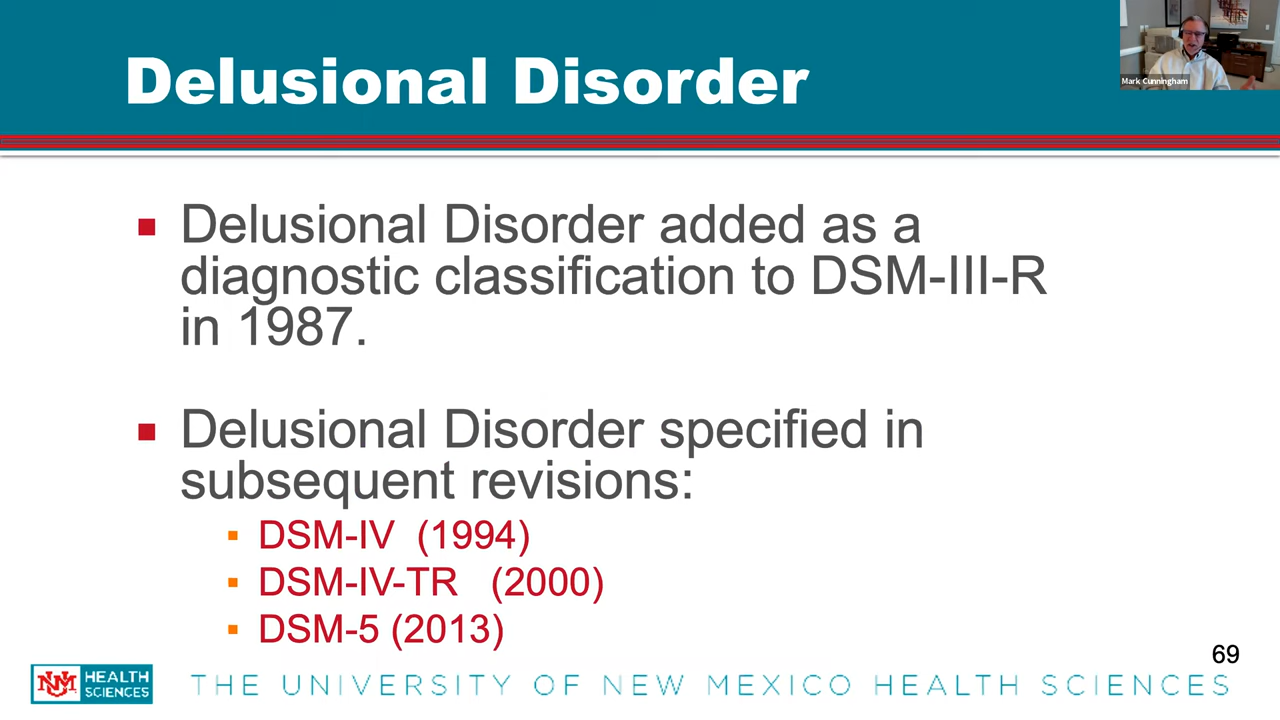 Delusional Disorder
Mark Cunningham
▪ Delusional Disorder added as a
diagnostic classification to DSM-III-R
in 1987.
▪ Delusional Disorder specified in
subsequent revisions:
▪ DSM-IV (1994)
▪ DSM-IV-TR (2000)
▪ DSM-5 (2013)
69
UNM HEALTH
SCIENCES
THE UNIVERSITY OF NEW MEXICO HEALTH SCIENCES